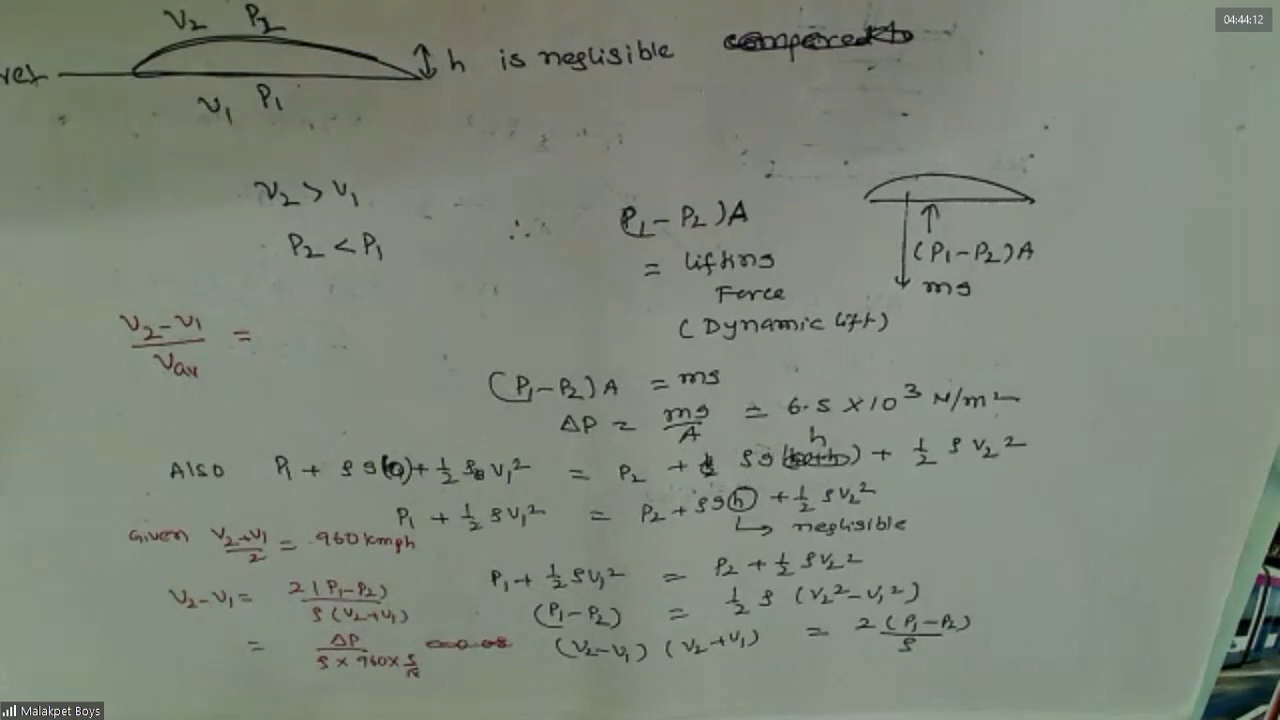 04:44:12
v2 P2
h is neglisible
v1 P1
v2 > v1
P2 < P1
∴ (P1 - P2)A
= lifting
Force
(Dynamic lift)
(P1-P2)A
mg
(v2 - v1)/vav =
(P1-P2)A = mg
ΔP = mg/A = 6.5 × 10^3 N/m2
Also P1 + ρg(0) + 1/2 ρ v1^2 = P2 + ρg(h) + 1/2 ρ v2^2
P1 + 1/2 ρv1^2 = P2 + ρg(h) + 1/2 ρv2^2
↳ neglisible
Given (v2+v1)/2 = 960 kmph
P1 + 1/2 ρv1^2 = P2 + 1/2 ρv2^2
v2-v1 = 2(P1-P2)/ρ(v2+v1)
(P1-P2) = 1/2 ρ (v2^2 - v1^2)
= ΔP/(ρ × 960 × 5/18)
(v2-v1) (v2+v1) = 2(P1-P2)/ρ
Malakpet Boys